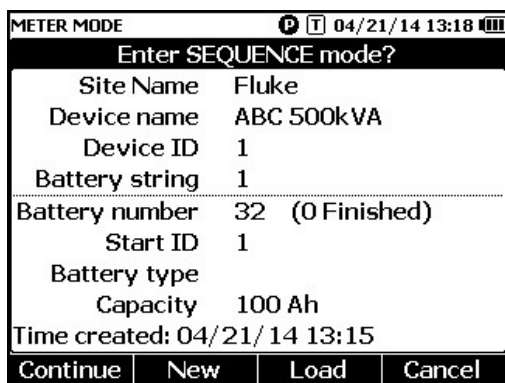 METER MODE P T 04/21/14 13:18
Enter SEQUENCE mode?
Site Name Fluke
Device name ABC 500kVA
Device ID 1
Battery string 1
Battery number 32 (0 Finished)
Start ID 1
Battery type
Capacity 100 Ah
Time created: 04/21/14 13:15
Continue New Load Cancel